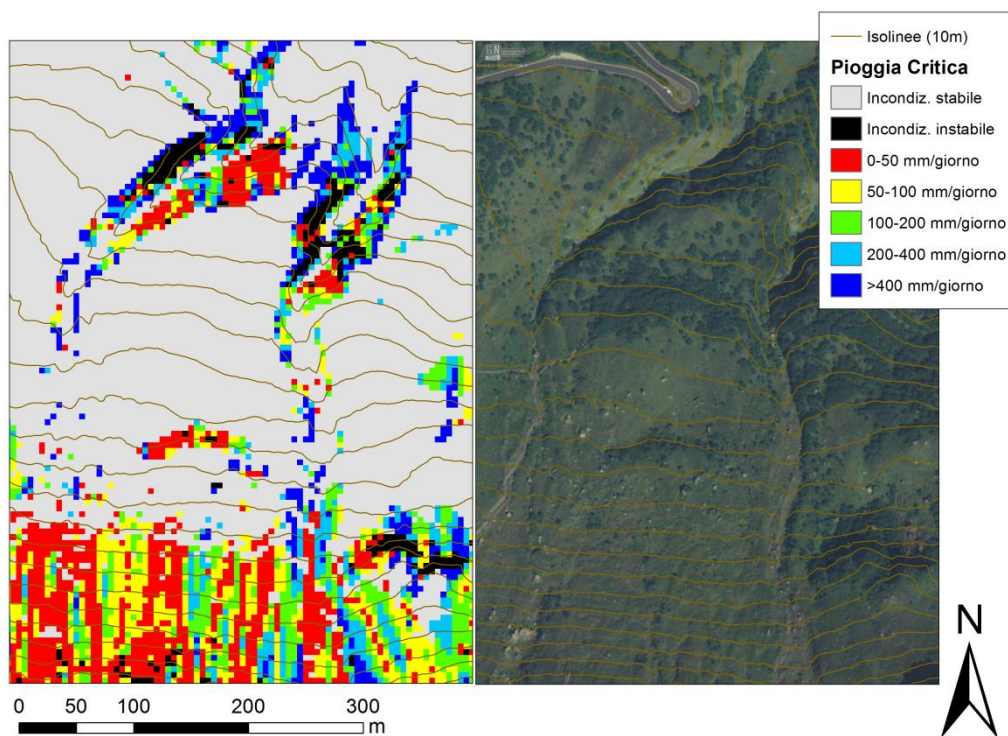 Isolinee (10m)
Pioggia Critica
Incondiz. stabile
Incondiz. instabile
0-50 mm/giorno
50-100 mm/giorno
100-200 mm/giorno
200-400 mm/giorno
>400 mm/giorno
N
0 50 100 200 300
m